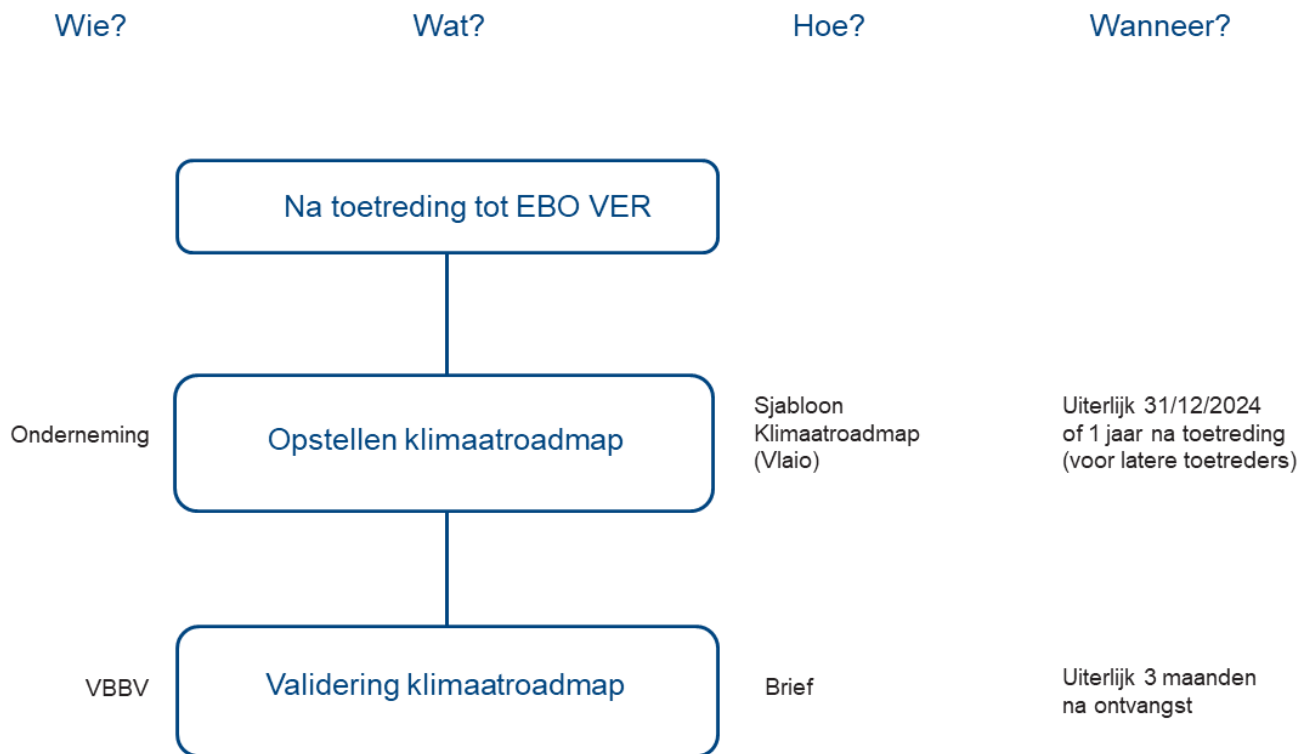 Wie? Wat? Hoe? Wanneer?
Na toetreding tot EBO VER
Onderneming
Opstellen klimaatroadmap
Sjabloon
Klimaatroadmap
(Vlaio)
Uiterlijk 31/12/2024
of 1 jaar na toetreding
(voor latere toetreders)
VBBV
Validering klimaatroadmap
Brief
Uiterlijk 3 maanden
na ontvangst